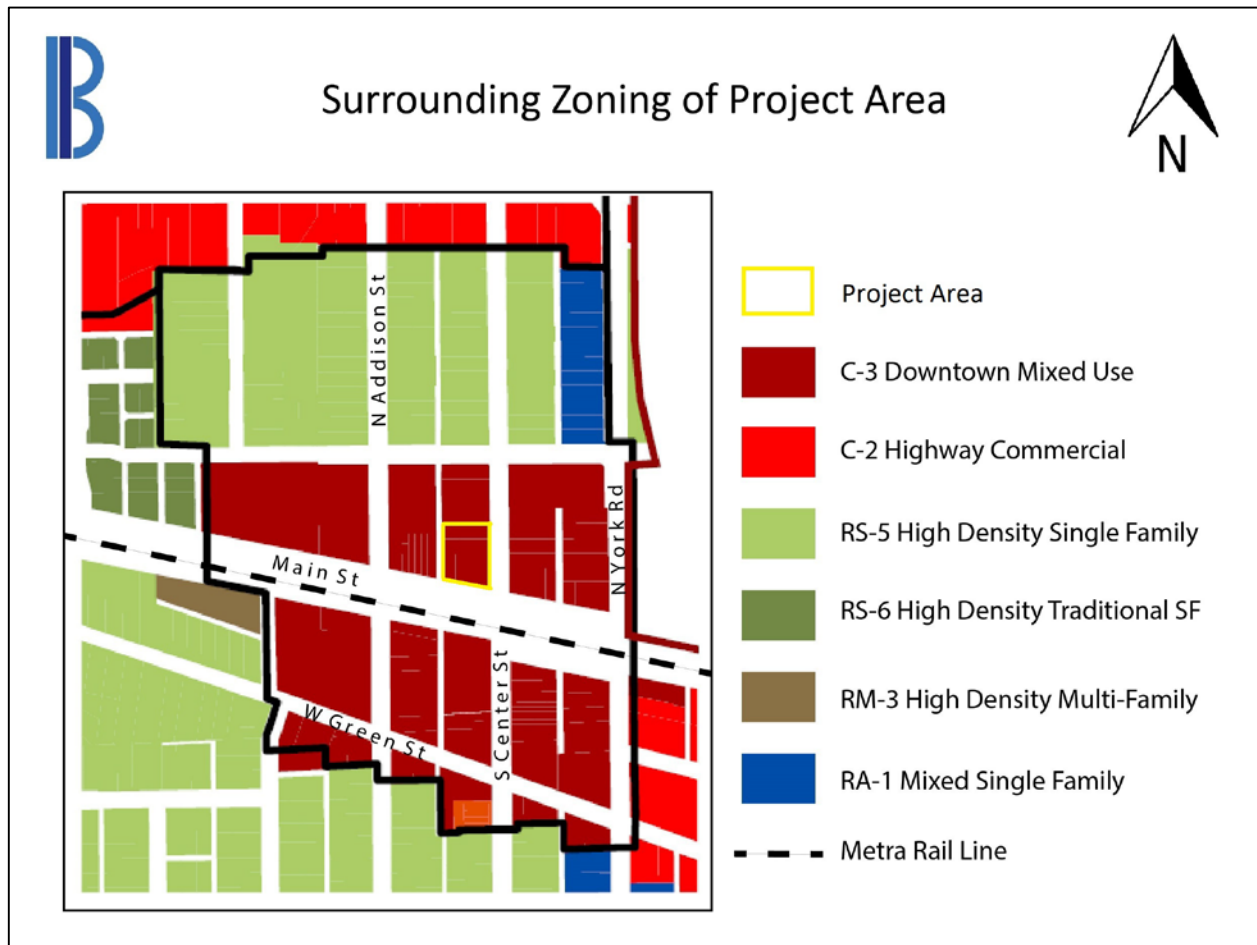 B
Surrounding Zoning of Project Area
N
N Addison St
N York Rd
Main St
S Center St
W Green St
Project Area
C-3 Downtown Mixed Use
C-2 Highway Commercial
RS-5 High Density Single Family
RS-6 High Density Traditional SF
RM-3 High Density Multi-Family
RA-1 Mixed Single Family
Metra Rail Line